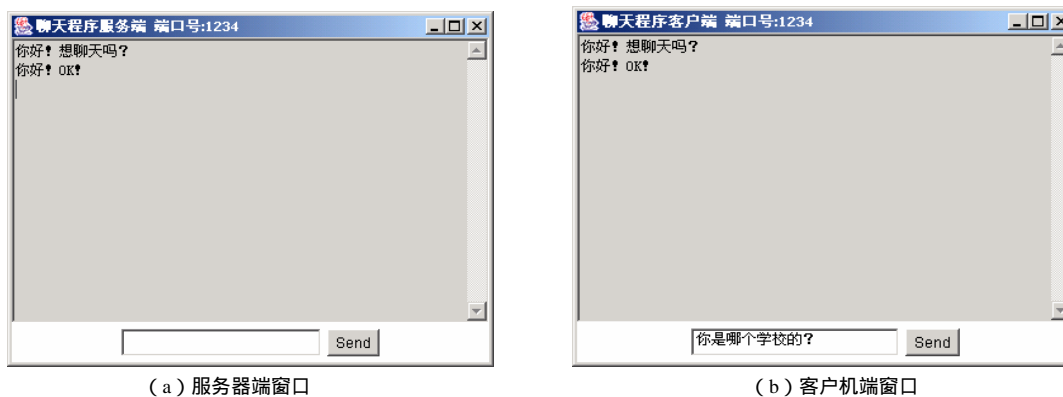 聊天程序服务端 端口号:1234
你好! 想聊天吗?
你好! OK!
Send
(a)服务器端窗口
聊天程序客户端 端口号:1234
你好! 想聊天吗?
你好! OK!
你是哪个学校的?
Send
(b)客户机端窗口